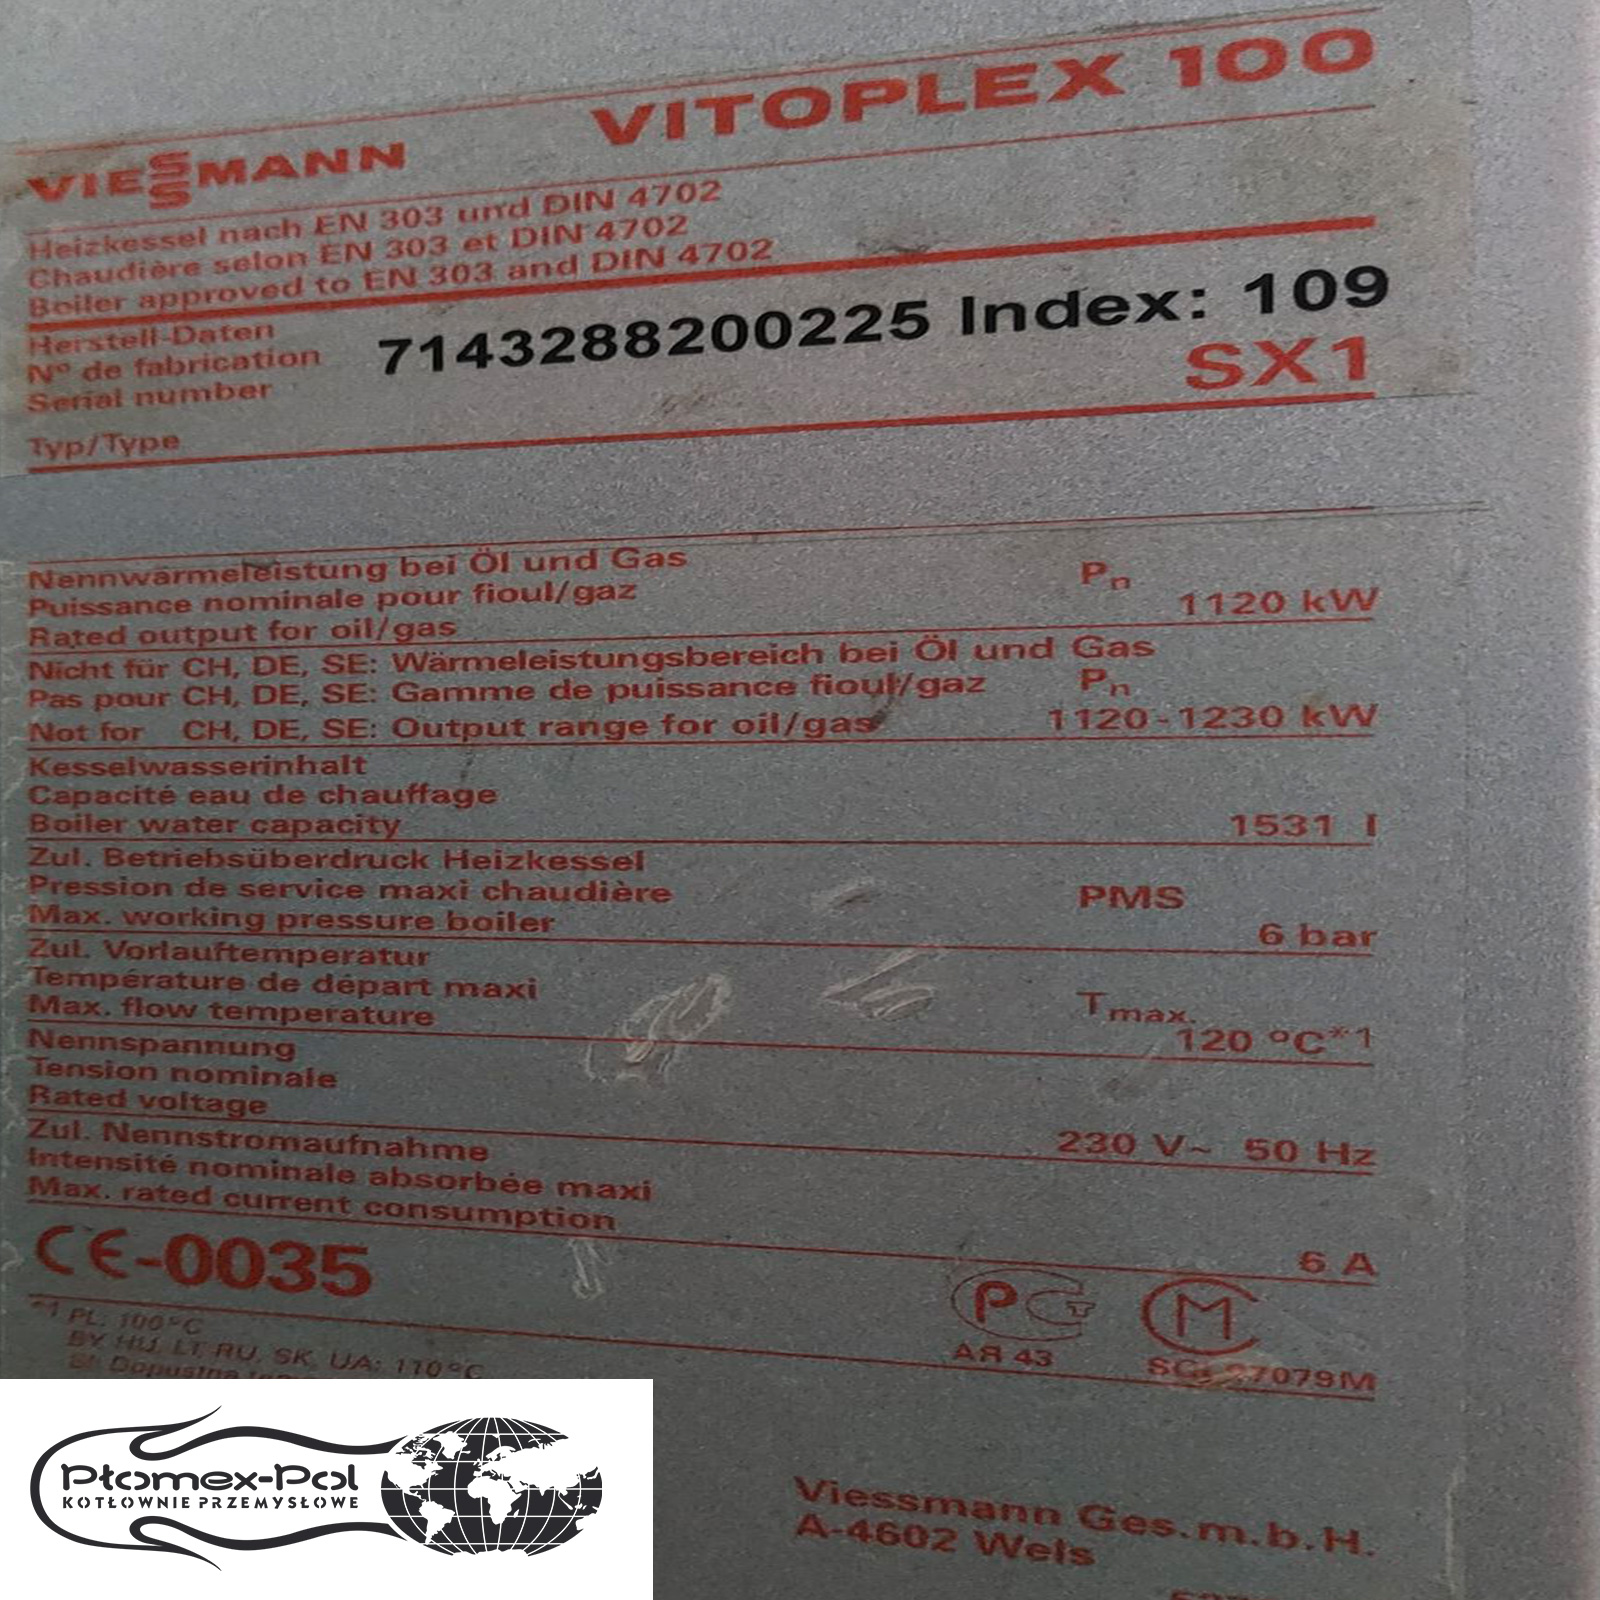 VIESSMANN VITOPLEX 100
Heizkessel nach EN 303 und DIN 4702
Chaudière selon EN 303 et DIN 4702
Boiler approved to EN 303 and DIN 4702
Herstell-Daten
Nº de fabrication
Serial number
7143288200225 Index: 109
Typ/Type SX1
Nennwärmeleistung bei Öl und Gas
Puissance nominale pour fioul/gaz Pn
Rated output for oil/gas 1120 kW
Nicht für CH, DE, SE: Wärmeleistungsbereich bei Öl und Gas
Pas pour CH, DE, SE: Gamme de puissance fioul/gaz Pn
Not for CH, DE, SE: Output range for oil/gas 1120-1230 kW
Kesselwasserinhalt
Capacité eau de chauffage
Boiler water capacity 1531 l
Zul. Betriebsüberdruck Heizkessel
Pression de service maxi chaudière PMS
Max. working pressure boiler 6 bar
Zul. Vorlauftemperatur
Température de départ maxi Tmax.
Max. flow temperature 120 °C*1
Nennspannung
Tension nominale
Rated voltage 230 V~ 50 Hz
Zul. Nennstromaufnahme
Intensité nominale absorbée maxi
Max. rated current consumption 6 A
CE-0035
*1 PL: 100°C
BY, HU, LT, RU, SK, UA: 110°C
SI: Dopustna
PCT
AЯ 43
CM
27079M
Viessmann Ges.m.b.H.
A-4602 Wels
Ptomex-Pol
KOTŁOWNIE PRZEMYSŁOWE